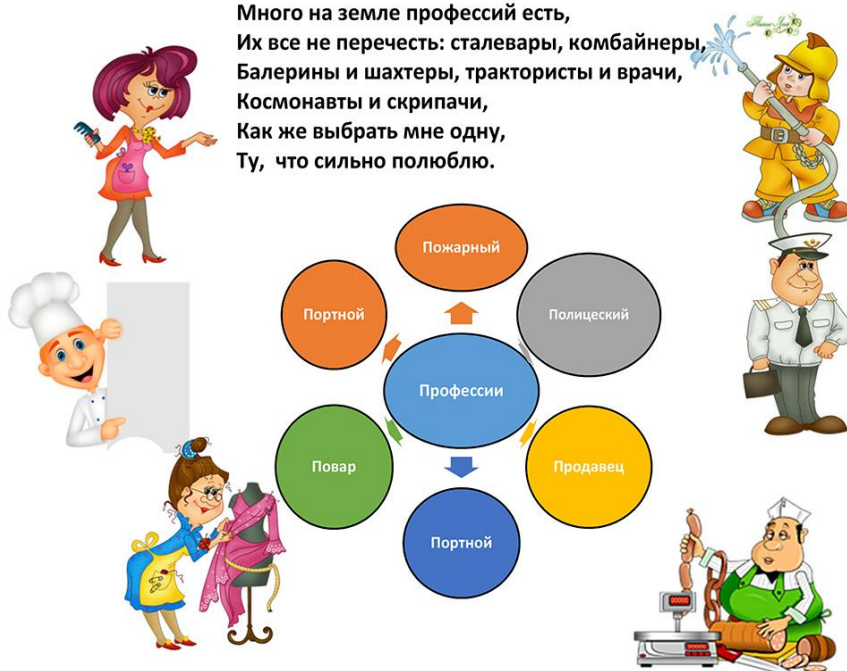 Много на земле профессий есть,
Их все не перечесть: сталевары, комбайнеры,
Балерины и шахтеры, трактористы и врачи,
Космонавты и скрипачи,
Как же выбрать мне одну,
Ту, что сильно полюблю.
Пожарный
Портной
Полицеский
Профессии
Повар
Продавец
Портной